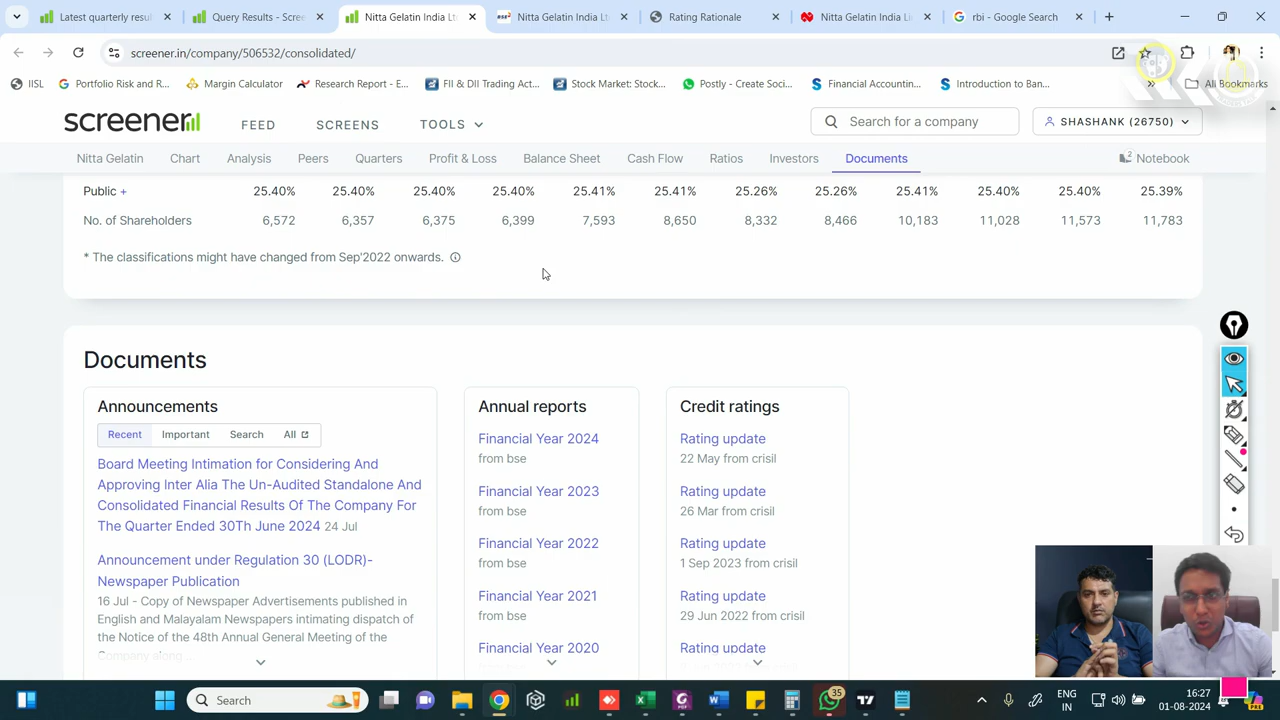 Latest quarterly resul
Query Results - Scree
Nitta Gelatin India Lt
Nitta Gelatin India Ltd
Rating Rationale
Nitta Gelatin India Li
rbi - Google Search
screener.in/company/506532/consolidated/
IISL
Portfolio Risk and R...
Margin Calculator
Research Report - E...
FII & DII Trading Act...
Stock Market: Stock...
Postly - Create Soci...
Financial Accounting...
Introduction to Ban...
All Bookmarks
screener
FEED
SCREENS
TOOLS
Search for a company
SHASHANK (26750)
Nitta Gelatin
Chart
Analysis
Peers
Quarters
Profit & Loss
Balance Sheet
Cash Flow
Ratios
Investors
Documents
Notebook
Public + 25.40% 25.40% 25.40% 25.40% 25.41% 25.41% 25.26% 25.26% 25.41% 25.40% 25.40% 25.39%
No. of Shareholders 6,572 6,357 6,375 6,399 7,593 8,650 8,332 8,466 10,183 11,028 11,573 11,783
* The classifications might have changed from Sep'2022 onwards.
Documents
Announcements
Recent Important Search All
Board Meeting Intimation for Considering And
Approving Inter Alia The Un-Audited Standalone And
Consolidated Financial Results Of The Company For
The Quarter Ended 30Th June 2024 24 Jul
Announcement under Regulation 30 (LODR)-
Newspaper Publication
16 Jul - Copy of Newspaper Advertisements published in
English and Malayalam Newspapers intimating dispatch of
the Notice of the 48th Annual General Meeting of the
Company along...
Annual reports
Financial Year 2024
from bse
Financial Year 2023
from bse
Financial Year 2022
from bse
Financial Year 2021
from bse
Financial Year 2020
from bse
Credit ratings
Rating update
22 May from crisil
Rating update
26 Mar from crisil
Rating update
1 Sep 2023 from crisil
Rating update
29 Jun 2022 from crisil
Rating update
Search
35
ENG
IN
16:27
01-08-2024